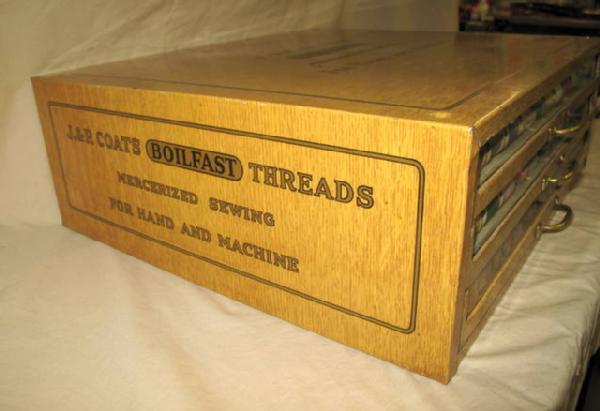 J.&P. COATS BOILFAST THREADS
MERCERIZED SEWING
FOR HAND AND MACHINE